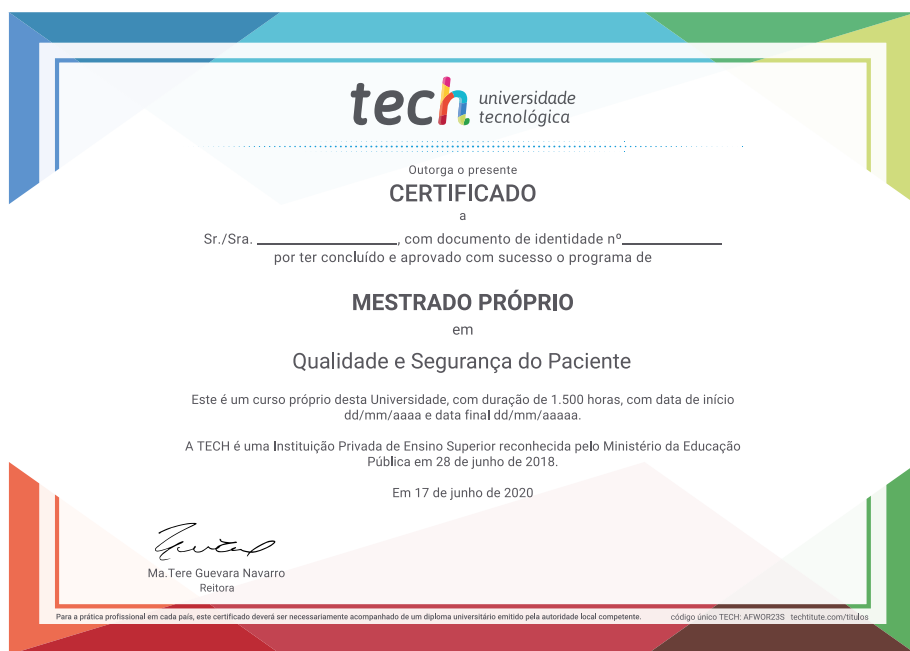 tech universidade
tecnológica
Outorga o presente
CERTIFICADO
a
Sr./Sra. ____________________, com documento de identidade nº______________
por ter concluído e aprovado com sucesso o programa de
MESTRADO PRÓPRIO
em
Qualidade e Segurança do Paciente
Este é um curso próprio desta Universidade, com duração de 1.500 horas, com data de início
dd/mm/aaaa e data final dd/mm/aaaaa.
A TECH é uma Instituição Privada de Ensino Superior reconhecida pelo Ministério da Educação
Pública em 28 de junho de 2018.
Em 17 de junho de 2020
Ma.Tere Guevara Navarro
Reitora
Para a prática profissional em cada país, este certificado deverá ser necessariamente acompanhado de um diploma universitário emitido pela autoridade local competente. código único TECH: AFWOR23S techtitute.com/titulos